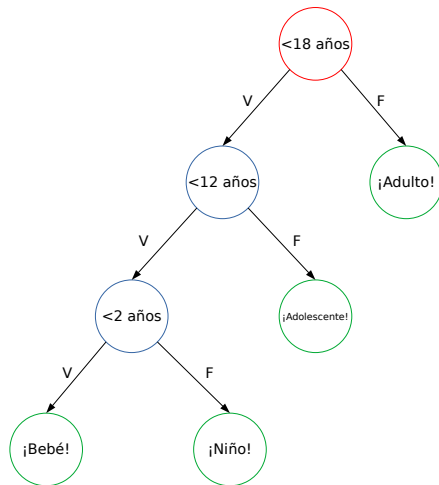 <18 años
V
F
<12 años
¡Adulto!
V
F
<2 años
¡Adolescente!
V
F
¡Bebé!
¡Niño!